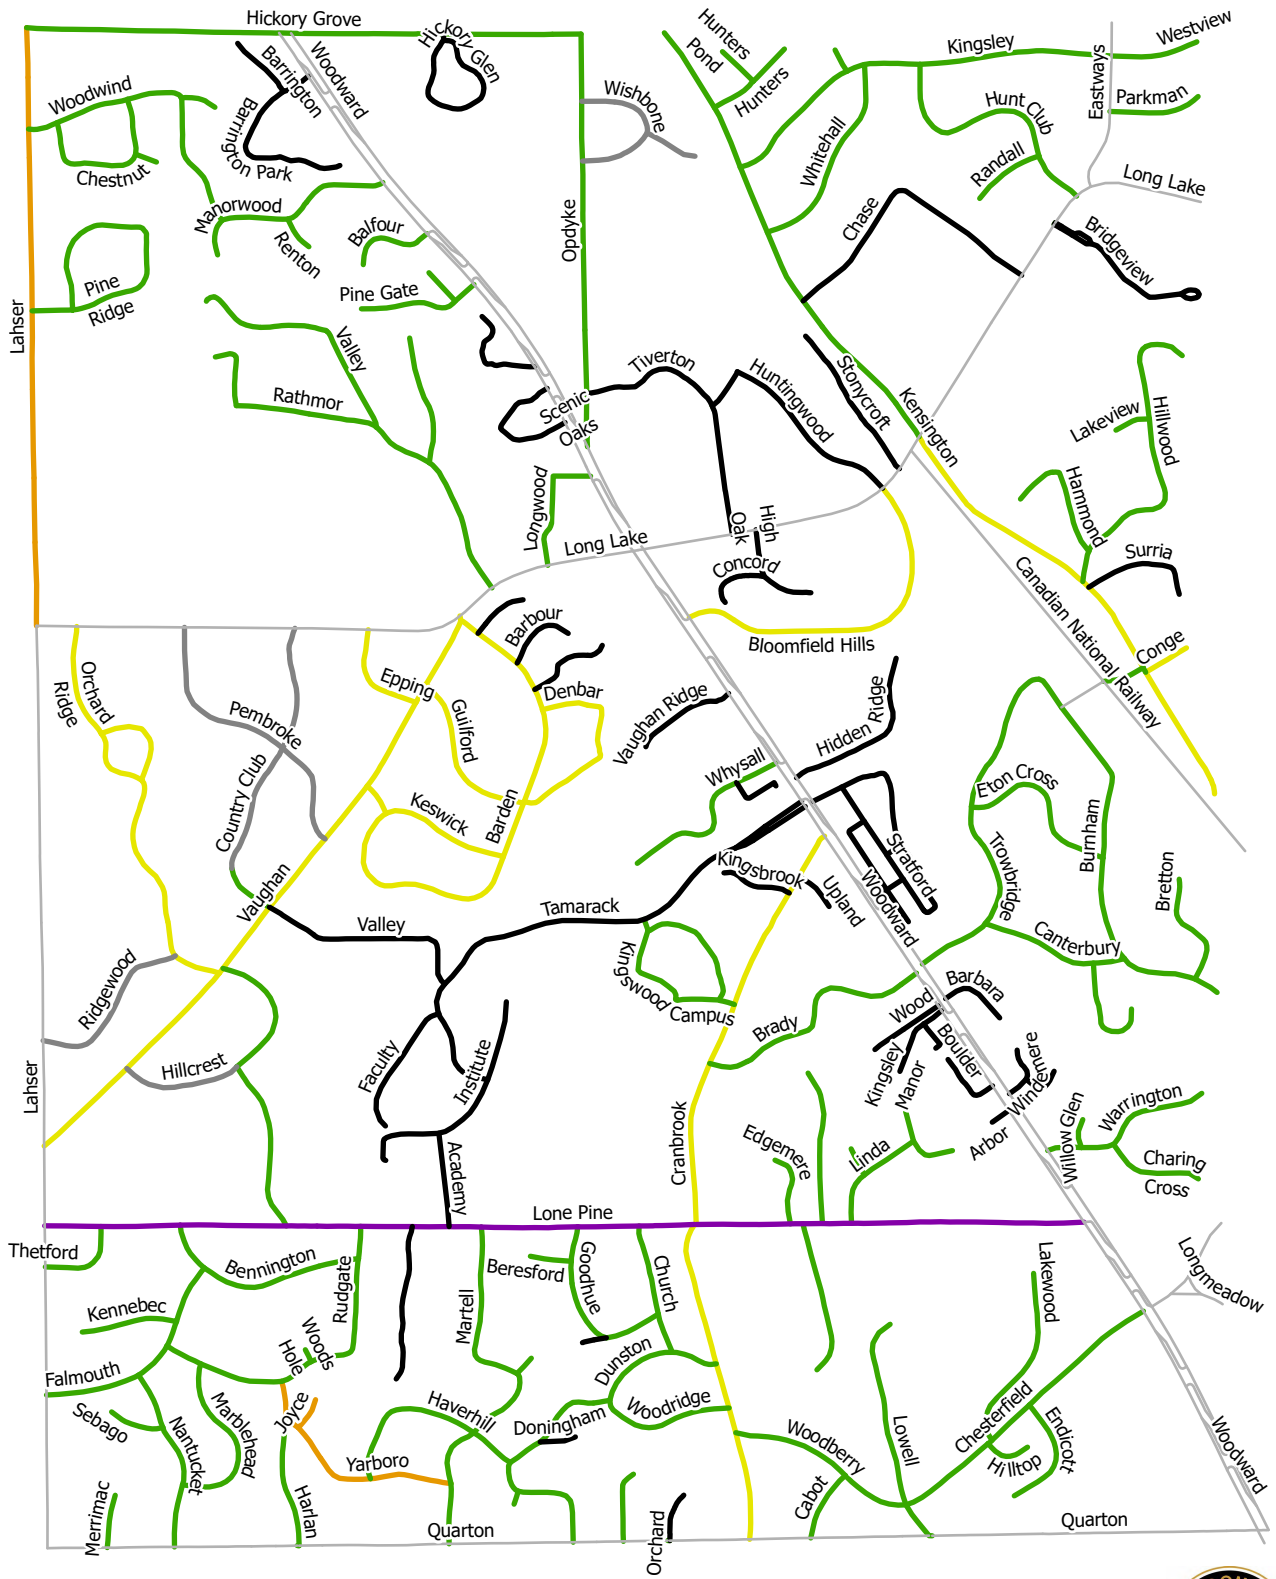 Hickory Grove
Hickory Glen
Hunters
Pond
Hunters
Kingsley
Westview
Woodward
Barrington
Woodwind
Barrington Park
Chestnut
Wishbone
Eastways
Parkman
Hunt Club
Whitehall
Randall
Long Lake
Manorwood
Renton
Balfour
Opdyke
Chase
Bridgeview
Pine
Ridge
Pine Gate
Lahser
Valley
Rathmor
Tiverton
Scenic
Oaks
Huntingwood
Stonycroft
Kensington
Lakeview
Hillwood
Hammond
Longwood
Long Lake
Oak
High
Concord
Surria
Canadian National Railway
Conge
Bloomfield Hills
Barbour
Denbar
Epping
Guilford
Orchard
Ridge
Pembroke
Country Club
Keswick
Barden
Vaughan Ridge
Hidden Ridge
Whysall
Eton Cross
Burnham
Trowbridge
Bretton
Canterbury
Stratford
Woodward
Kingsbrook
Upland
Vaughan
Valley
Tamarack
Kingswood Campus
Ridgewood
Hillcrest
Lahser
Faculty
Institute
Academy
Brady
Wood
Barbara
Boulder
Kingsley
Manor
Windemere
Arbor
Willow Glen
Warrington
Charing
Cross
Cranbrook
Edgemere
Linda
Lone Pine
Thetford
Bennington
Rudgate
Kennebec
Martell
Beresford
Goodhue
Church
Lakewood
Longmeadow
Hole
Woods
Falmouth
Sebago
Nantucket
Marblehead
Joyce
Haverhill
Dunston
Doningham
Woodridge
Yarboro
Woodberry
Lowell
Chesterfield
Endicott
Hilltop
Cabot
Woodward
Merrimac
Harlan
Quarton
Orchard
Quarton